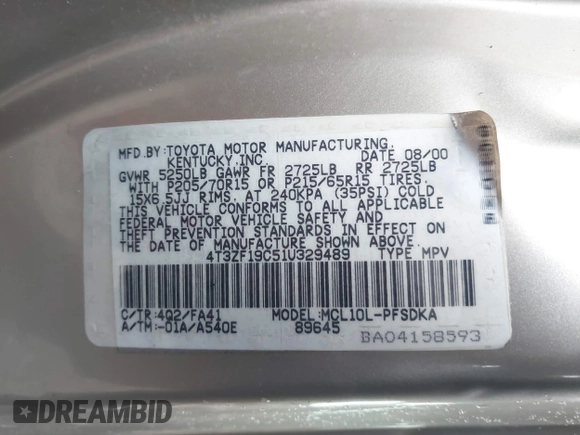 MFD.BY:TOYOTA MOTOR MANUFACTURING,
KENTUCKY,INC. DATE 08/00
GVWR 5250LB GAWR FR 2725LB RR 2725LB
WITH P205/70R15 or P215/65R15 TIRES,
15X6.5JJ RIMS, AT 240KPA (35PSI) COLD
THIS VEHICLE CONFORMS TO ALL APPLICABLE
FEDERAL MOTOR VEHICLE SAFETY AND
THEFT PREVENTION STANDARDS IN EFFECT ON
THE DATE OF MANUFACTURE SHOWN ABOVE.
4T3ZF19C51U329489 TYPE MPV
C/TR:4Q2/FA41 MODEL:MCL10L-PFSDKA
A/TM:-01A/A540E 89645
BA04158593
DREAMBID